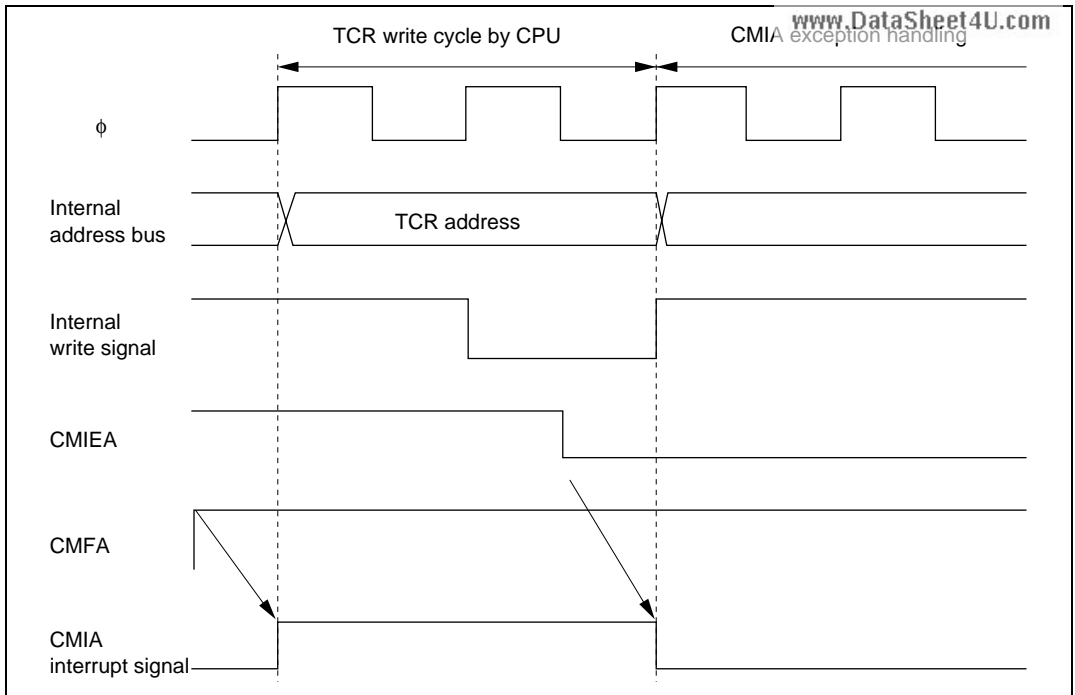 www.DataSheet4U.com
TCR write cycle by CPU
CMIA exception handling
ϕ
Internal
address bus
TCR address
Internal
write signal
CMIEA
CMFA
CMIA
interrupt signal